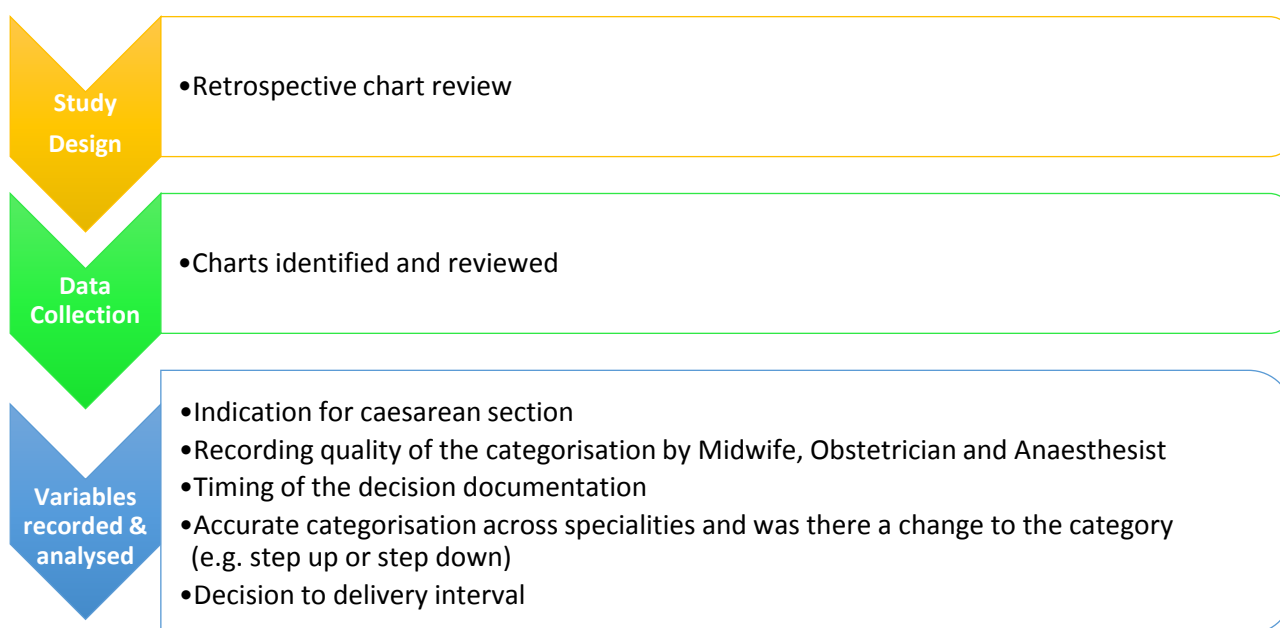 Study
Design
•Retrospective chart review
Data
Collection
•Charts identified and reviewed
Variables
recorded &
analysed
•Indication for caesarean section
•Recording quality of the categorisation by Midwife, Obstetrician and Anaesthesist
•Timing of the decision documentation
•Accurate categorisation across specialities and was there a change to the category
(e.g. step up or step down)
•Decision to delivery interval